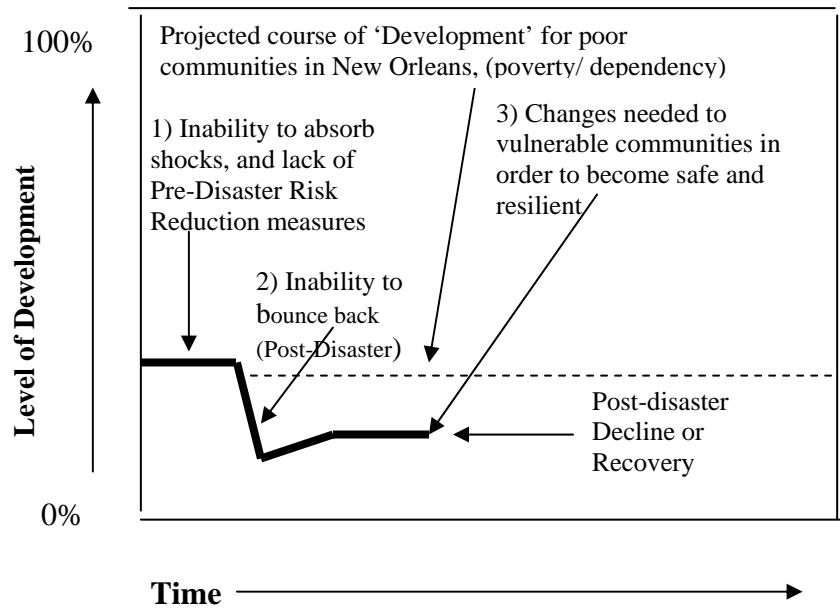 100%
Projected course of ‘Development’ for poor
communities in New Orleans, (poverty/ dependency)
1) Inability to absorb
shocks, and lack of
Pre-Disaster Risk
Reduction measures
3) Changes needed to
vulnerable communities in
order to become safe and
resilient
Level of Development
2) Inability to
bounce back
(Post-Disaster)
Post-disaster
Decline or
Recovery
0%
Time